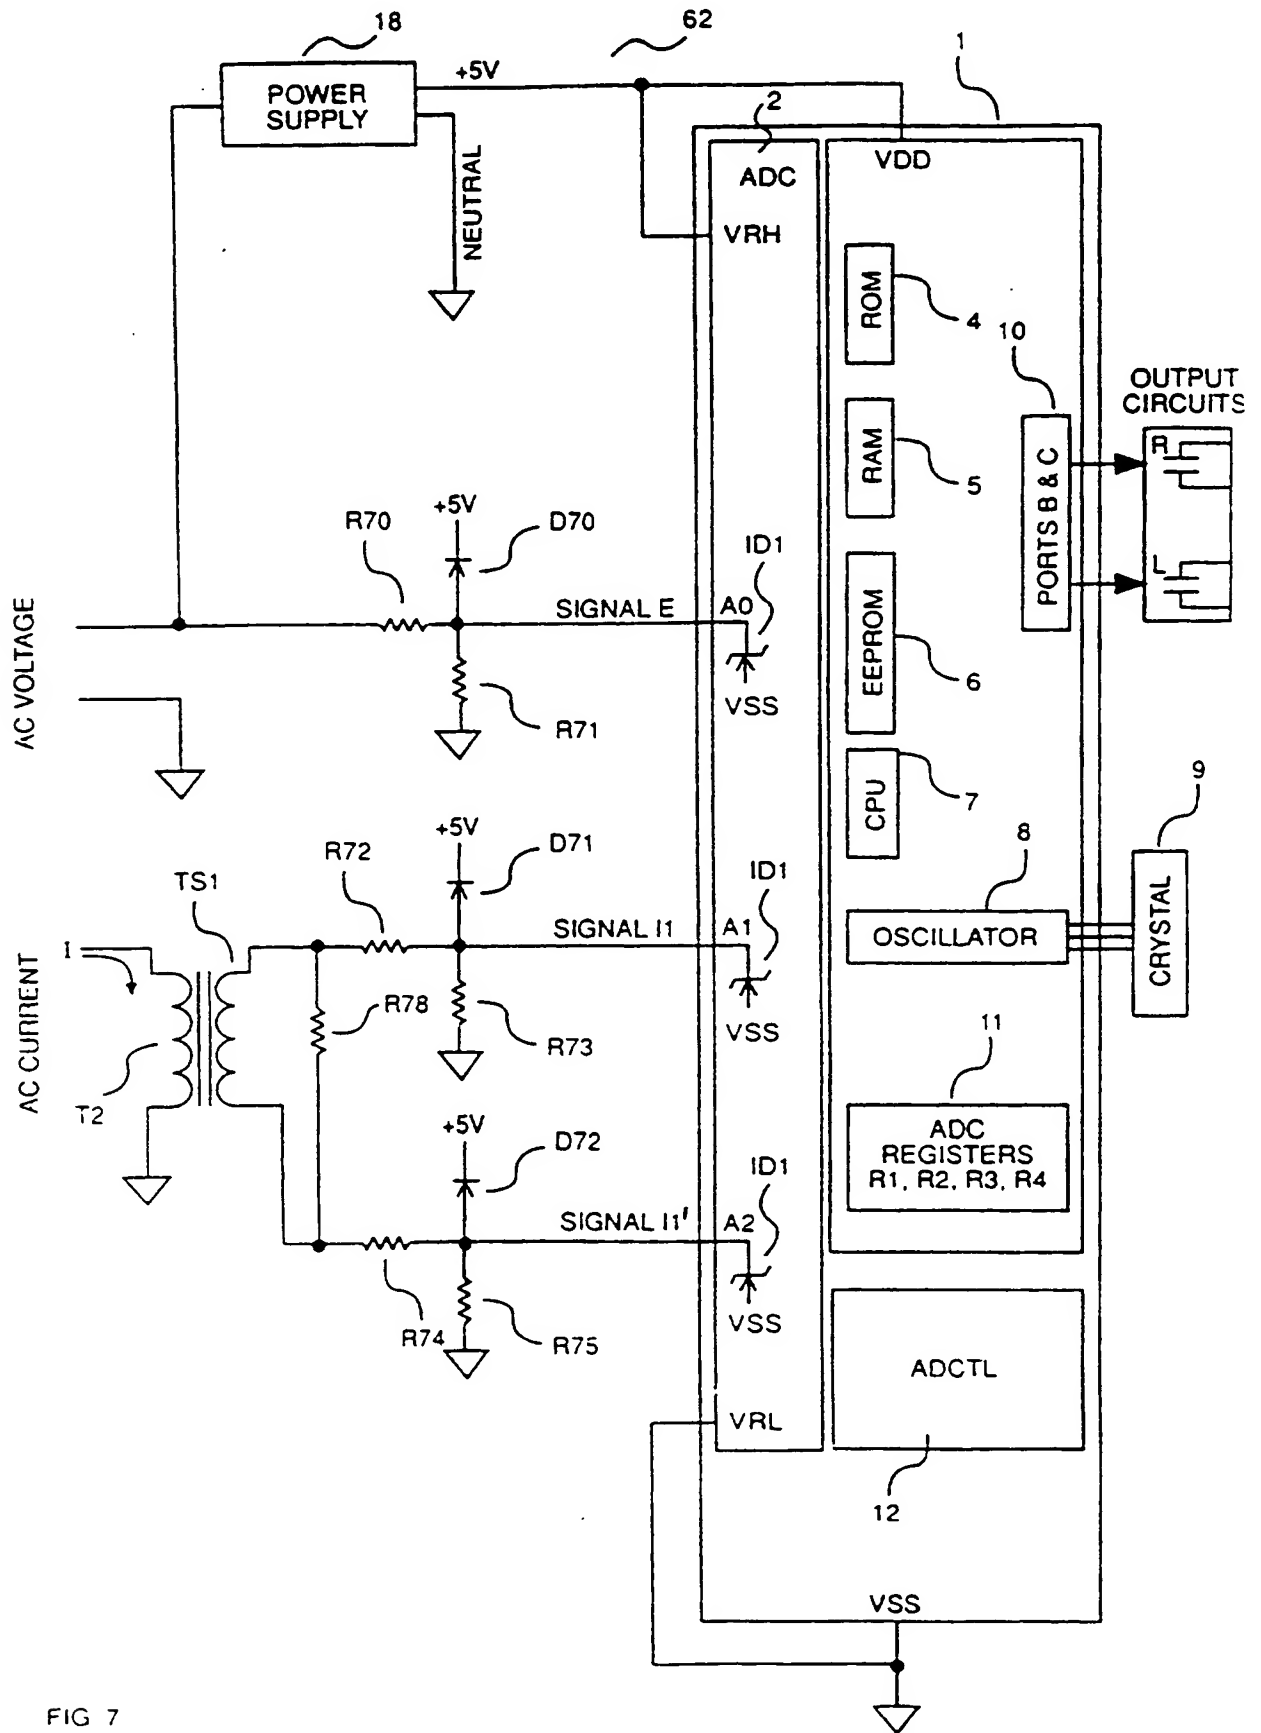 18
62
1
+5V
POWER
SUPPLY
2
VDD
ADC
NEUTRAL
VRH
ROM
4
10
OUTPUT
CIRCUITS
RAM
5
PORTS B & C
R
L
+5V
R70
D70
ID1
SIGNAL E
A0
EEPROM
6
AC VOLTAGE
VSS
R71
CPU
7
9
+5V
R72
D71
8
TS1
ID1
CRYSTAL
I
SIGNAL I1
A1
OSCILLATOR
AC CURRENT
R78
VSS
R73
11
T2
+5V
D72
ADC
REGISTERS
R1, R2, R3, R4
ID1
SIGNAL I1'
A2
VSS
R74
R75
ADCTL
VRL
12
VSS
FIG 7